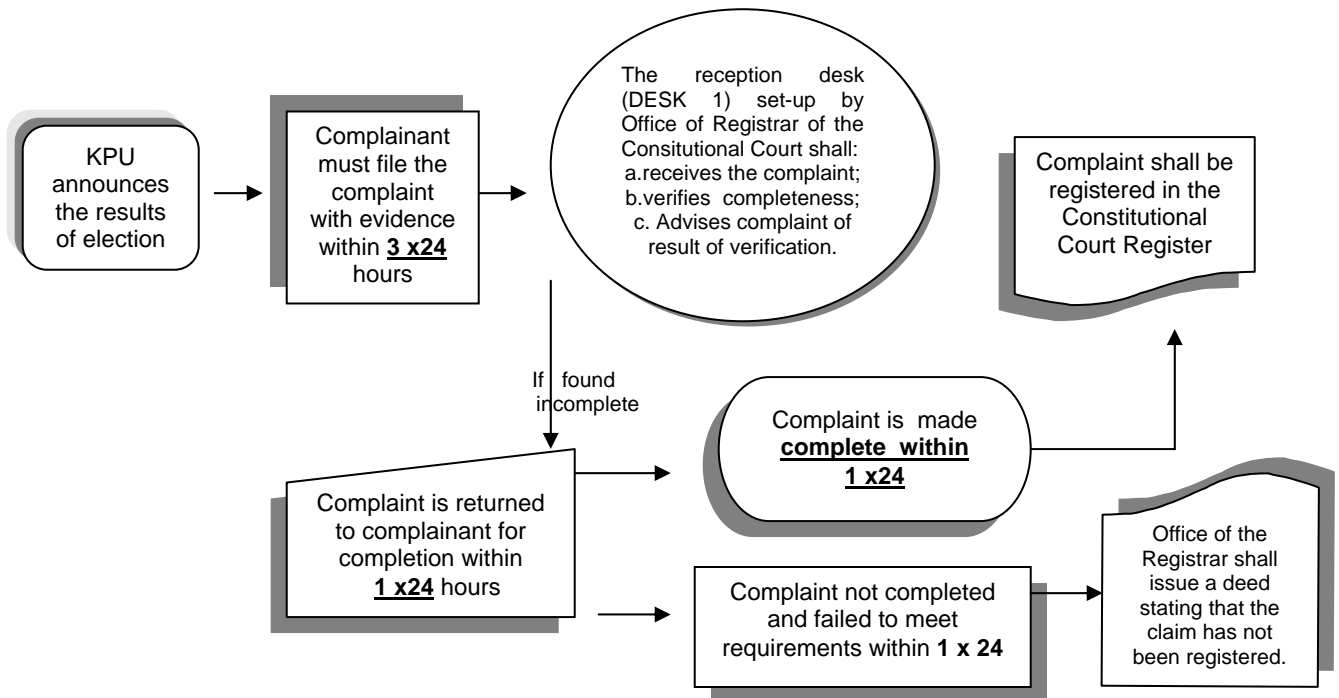 KPU
announces
the results
of election
Complainant
must file the
complaint
with evidence
within 3 x24
hours
The reception desk
(DESK 1) set-up by
Office of Registrar of the
Consitutional Court shall:
a.receives the complaint;
b.verifies completeness;
c. Advises complaint of
result of verification.
Complaint shall be
registered in the
Constitutional
Court Register
If found
incomplete
Complaint is returned
to complainant for
completion within
1 x24 hours
Complaint is made
complete within
1 x24
Complaint not completed
and failed to meet
requirements within 1 x 24
Office of the
Registrar shall
issue a deed
stating that the
claim has not
been registered.